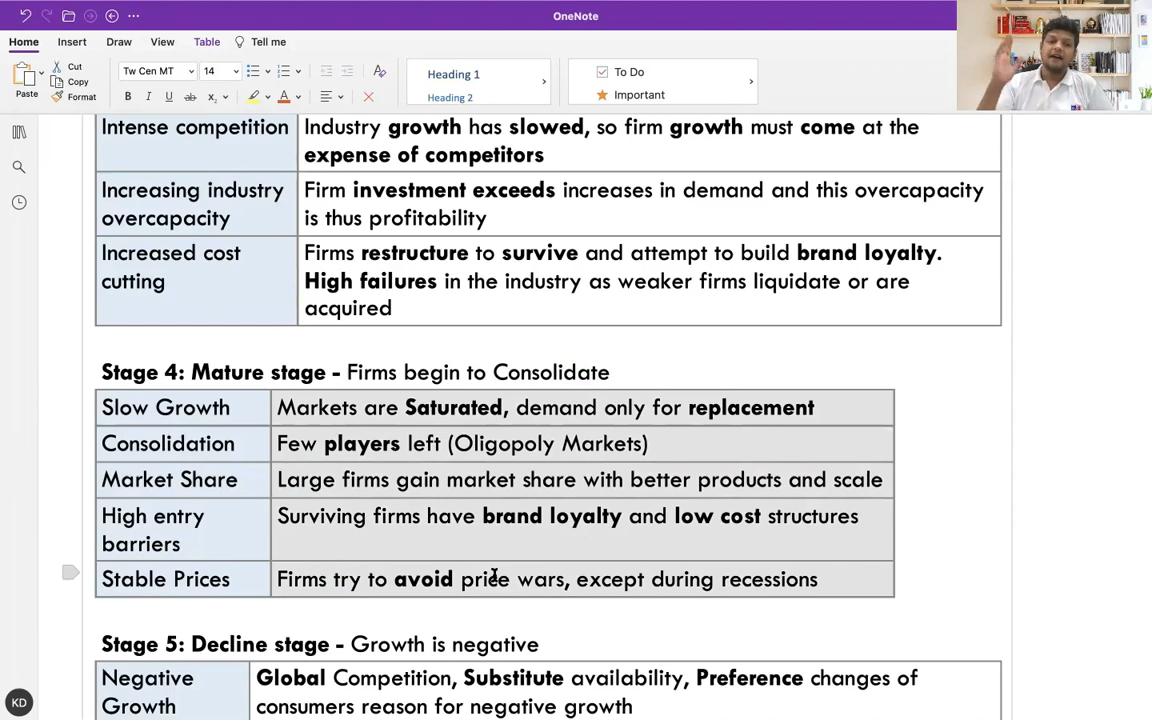 OneNote
Home Insert Draw View Table Tell me
Paste
Cut
Copy
Format
Tw Cen MT 14
B I U ab x₂ A
Heading 1
Heading 2
To Do
Important
Intense competition Industry growth has slowed, so firm growth must come at the
expense of competitors
Increasing industry Firm investment exceeds increases in demand and this overcapacity
overcapacity is thus profitability
Increased cost Firms restructure to survive and attempt to build brand loyalty.
cutting High failures in the industry as weaker firms liquidate or are
acquired
Stage 4: Mature stage - Firms begin to Consolidate
Slow Growth Markets are Saturated, demand only for replacement
Consolidation Few players left (Oligopoly Markets)
Market Share Large firms gain market share with better products and scale
High entry Surviving firms have brand loyalty and low cost structures
barriers
Stable Prices Firms try to avoid price wars, except during recessions
Stage 5: Decline stage - Growth is negative
Negative Global Competition, Substitute availability, Preference changes of
Growth consumers reason for negative growth
KD